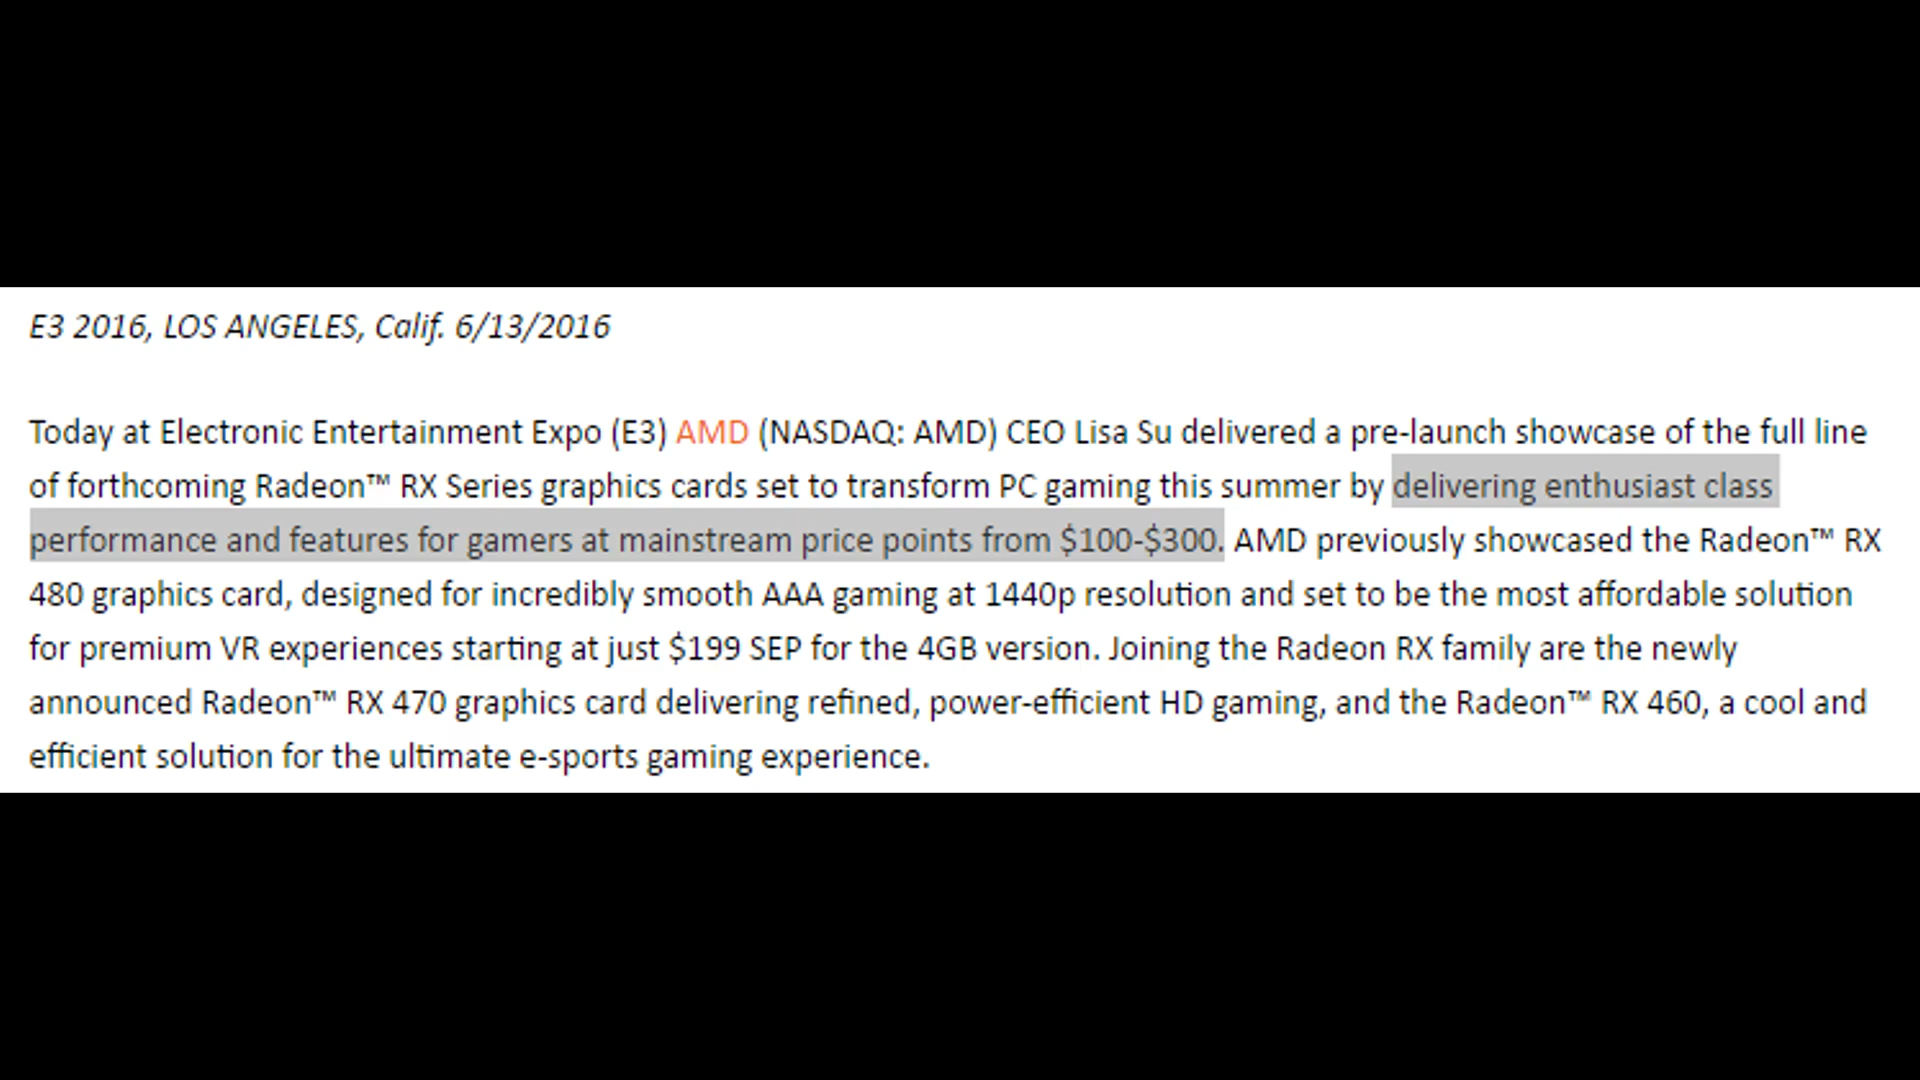 E3 2016, LOS ANGELES, Calif. 6/13/2016
Today at Electronic Entertainment Expo (E3) AMD (NASDAQ: AMD) CEO Lisa Su delivered a pre-launch showcase of the full line
of forthcoming Radeon™ RX Series graphics cards set to transform PC gaming this summer by delivering enthusiast class
performance and features for gamers at mainstream price points from $100-$300. AMD previously showcased the Radeon™ RX
480 graphics card, designed for incredibly smooth AAA gaming at 1440p resolution and set to be the most affordable solution
for premium VR experiences starting at just $199 SEP for the 4GB version. Joining the Radeon RX family are the newly
announced Radeon™ RX 470 graphics card delivering refined, power-efficient HD gaming, and the Radeon™ RX 460, a cool and
efficient solution for the ultimate e-sports gaming experience.